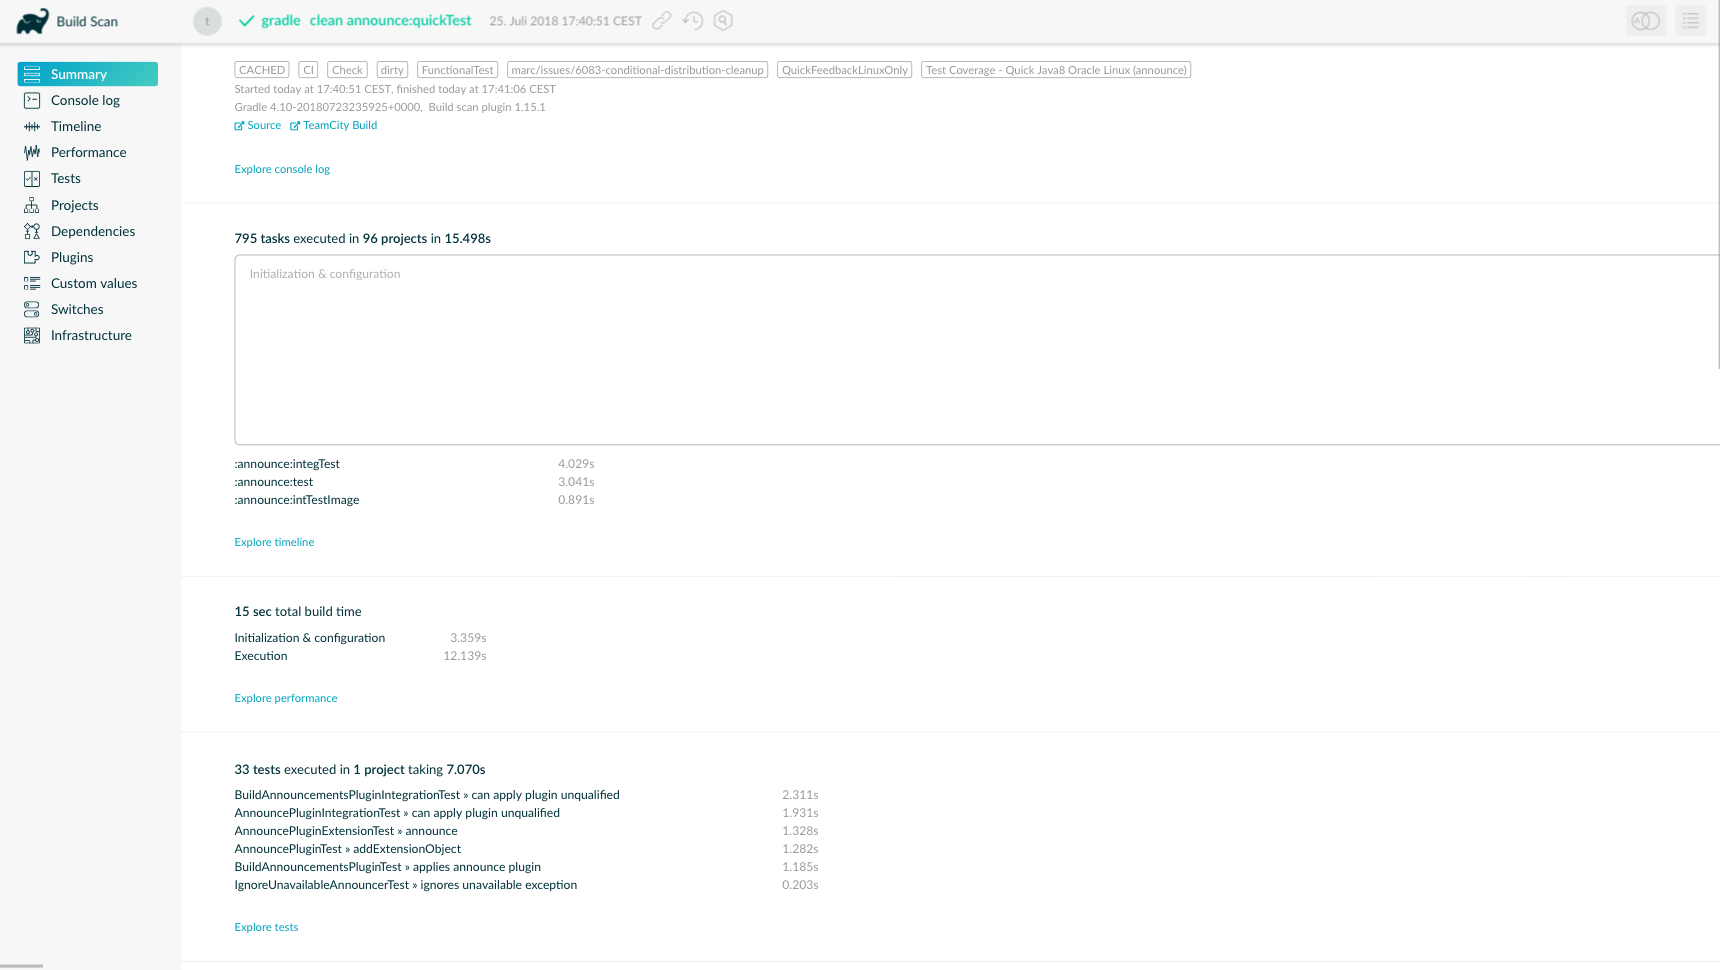 Build Scan
t
gradle clean announce:quickTest 25. Juli 2018 17:40:51 CEST
Summary
Console log
Timeline
Performance
Tests
Projects
Dependencies
Plugins
Custom values
Switches
Infrastructure
CACHED CI Check dirty FunctionalTest marc/issues/6083-conditional-distribution-cleanup QuickFeedbackLinuxOnly Test Coverage - Quick Java8 Oracle Linux (announce)
Started today at 17:40:51 CEST, finished today at 17:41:06 CEST
Gradle 4.10-20180723235925+0000, Build scan plugin 1.15.1
Source TeamCity Build
Explore console log
795 tasks executed in 96 projects in 15.498s
Initialization & configuration
:announce:integTest 4.029s
:announce:test 3.041s
:announce:intTestImage 0.891s
Explore timeline
15 sec total build time
Initialization & configuration 3.359s
Execution 12.139s
Explore performance
33 tests executed in 1 project taking 7.070s
BuildAnnouncementsPluginIntegrationTest » can apply plugin unqualified 2.311s
AnnouncePluginIntegrationTest » can apply plugin unqualified 1.931s
AnnouncePluginExtensionTest » announce 1.328s
AnnouncePluginTest » addExtensionObject 1.282s
BuildAnnouncementsPluginTest » applies announce plugin 1.185s
IgnoreUnavailableAnnouncerTest » ignores unavailable exception 0.203s
Explore tests